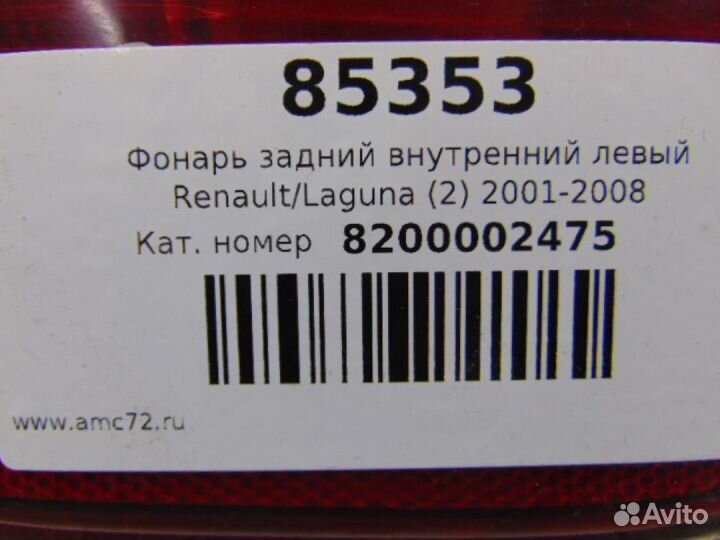 85353
Фонарь задний внутренний левый
Renault/Laguna (2) 2001-2008
Кат. номер 8200002475
www.amc72.ru
Avito